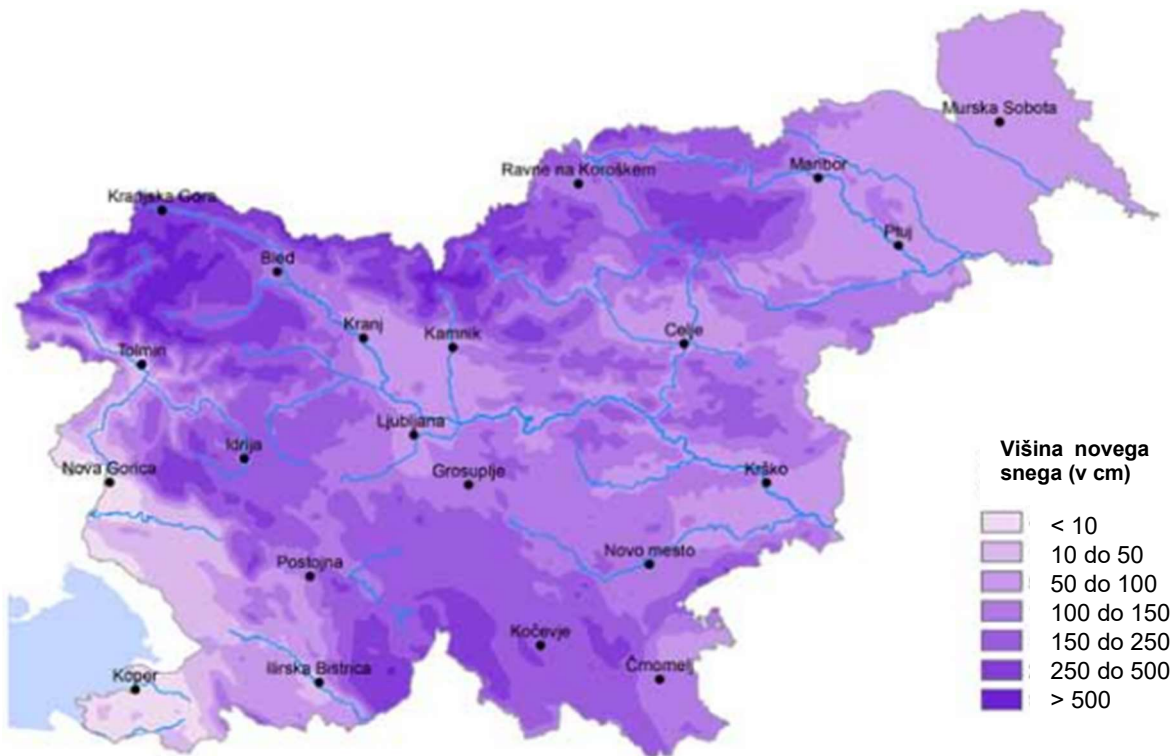 Murska Sobota
Ravne na Koroškem
Maribor
Kranjska Gora
Ptuj
Bled
Kranj
Kamnik
Celje
Tolmin
Ljubljana
Idrija
Nova Gorica
Grosuplje
Krško
Postojna
Novo mesto
Kočevje
Koper
Ilirska Bistrica
Črnomelj
Višina novega
snega (v cm)
< 10
10 do 50
50 do 100
100 do 150
150 do 250
250 do 500
> 500